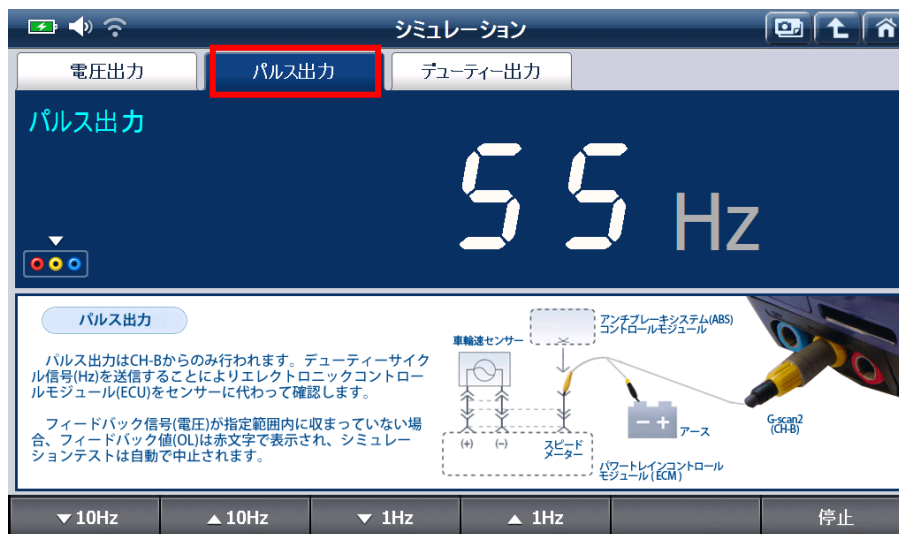 シミュレーション
電圧出力
パルス出力
デューティー出力
パルス出力
55 Hz
パルス出力
パルス出力はCH-Bからのみ行われます。デューティーサイク
ル信号(Hz)を送信することによりエレクトロニックコントロー
ルモジュール(ECU)をセンサーに代わって確認します。
フィードバック信号(電圧)が指定範囲内に収まっていない場
合、フィードバック値(OL)は赤文字で表示され、シミュレー
ションテストは自動で中止されます。
車輪速センサー
アンチブレーキシステム(ABS)
コントロールモジュール
(+)
(-)
スピード
メーター
- +
アース
G-scan2
(CH-B)
パワートレインコントロール
モジュール(ECM)
▼10Hz
▲10Hz
▼ 1Hz
▲ 1Hz
停止